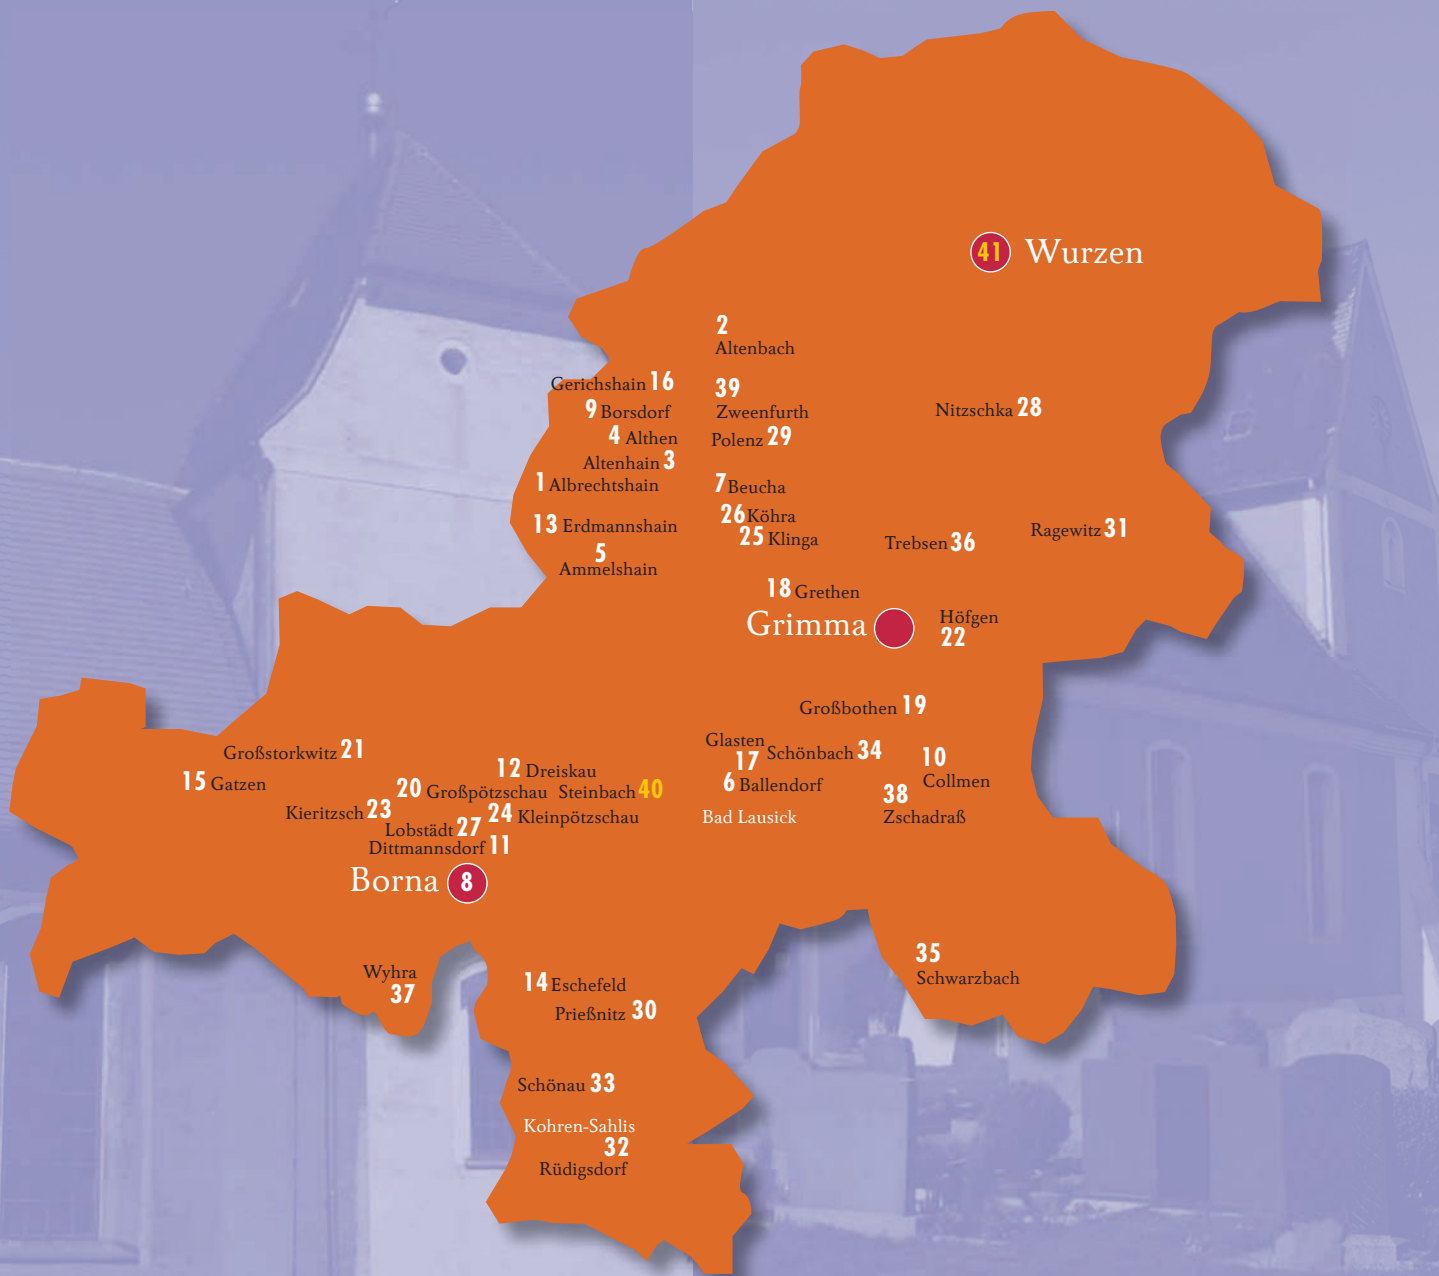 41 Wurzen
2
Altenbach
Gerichshain 16
39
9 Borsdorf
Zweenfurth
Nitzschka 28
4 Althen
Polenz 29
Altenhain 3
1 Albrechtshain
7 Beucha
26 Köhra
13 Erdmannshain
25 Klinga
Trebsen 36
Ragewitz 31
5
Ammelshain
18 Grethen
Grimma
Höfgen
22
Großbothen 19
Glasten
17
Schönbach 34
10
Collmen
Großstorkwitz 21
12 Dreiskau
15 Gatzen
20 Großpötzschau
Steinbach 40
6 Ballendorf
38
Zschadraß
Kieritzsch 23
24 Kleinpötzschau
Bad Lausick
Lobstädt 27
Dittmannsdorf 11
Borna 8
35
Schwarzbach
Wyhra
37
14 Eschefeld
Prießnitz 30
Schönau 33
Kohren-Sahlis
32
Rüdigsdorf